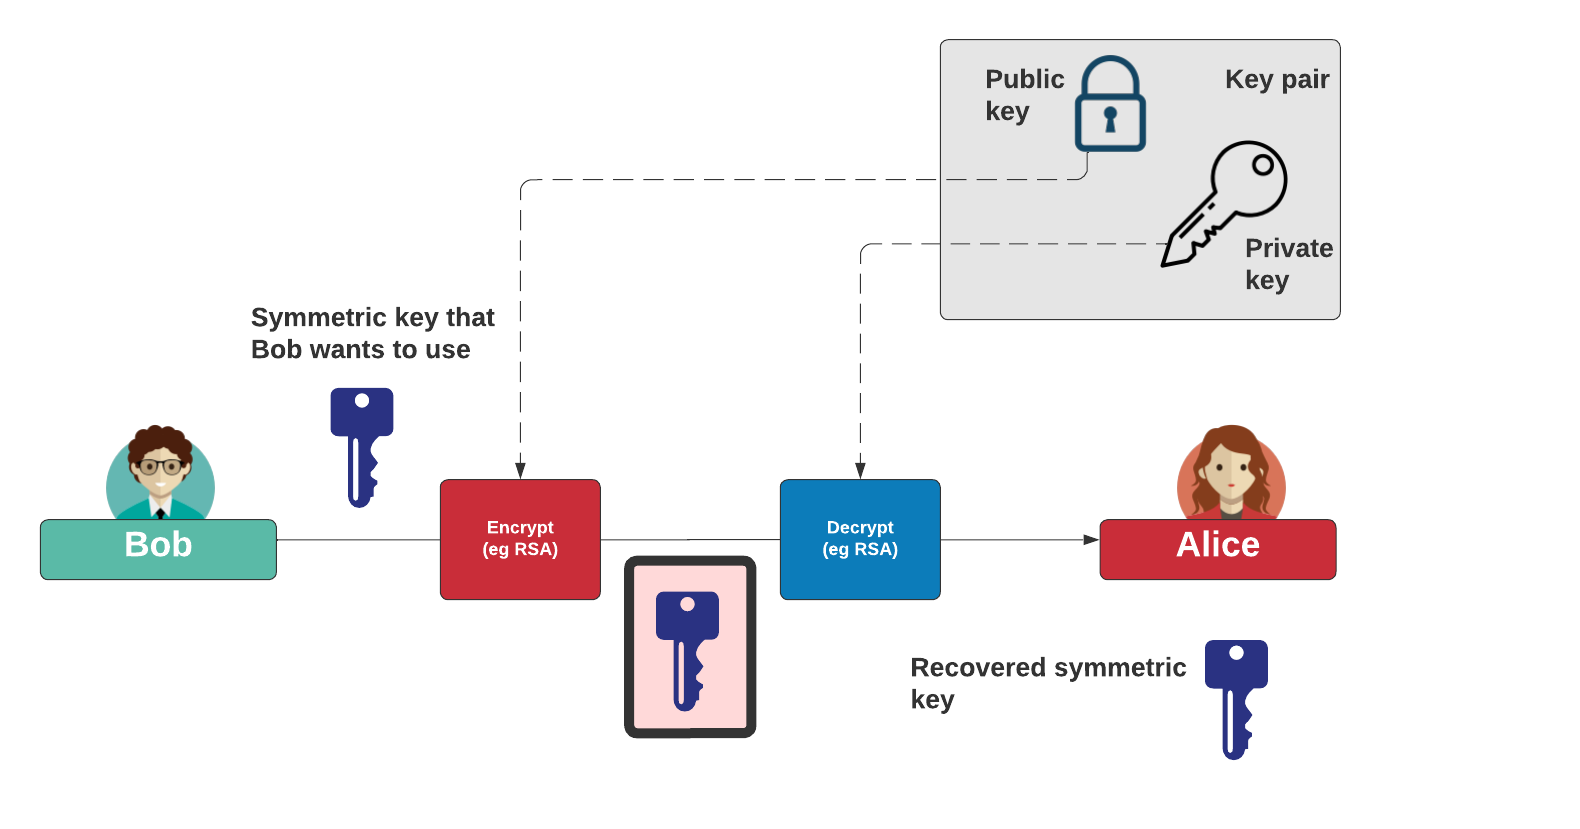 Public
key
Key pair
Private
key
Symmetric key that
Bob wants to use
Bob
Encrypt
(eg RSA)
Decrypt
(eg RSA)
Alice
Recovered symmetric
key